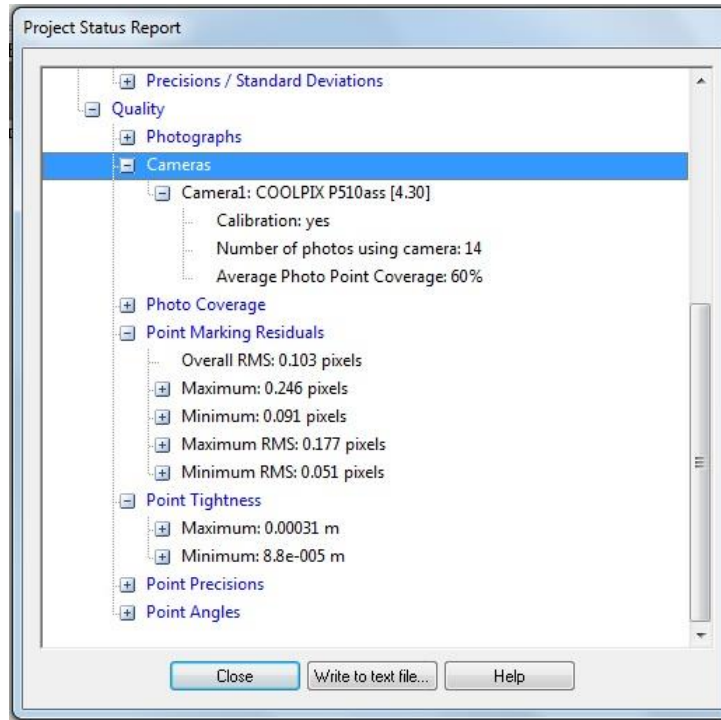 Project Status Report
Precisions / Standard Deviations
Quality
Photographs
Cameras
Camera1: COOLPIX P510ass [4.30]
Calibration: yes
Number of photos using camera: 14
Average Photo Point Coverage: 60%
Photo Coverage
Point Marking Residuals
Overall RMS: 0.103 pixels
Maximum: 0.246 pixels
Minimum: 0.091 pixels
Maximum RMS: 0.177 pixels
Minimum RMS: 0.051 pixels
Point Tightness
Maximum: 0.00031 m
Minimum: 8.8e-005 m
Point Precisions
Point Angles
Close Write to text file... Help